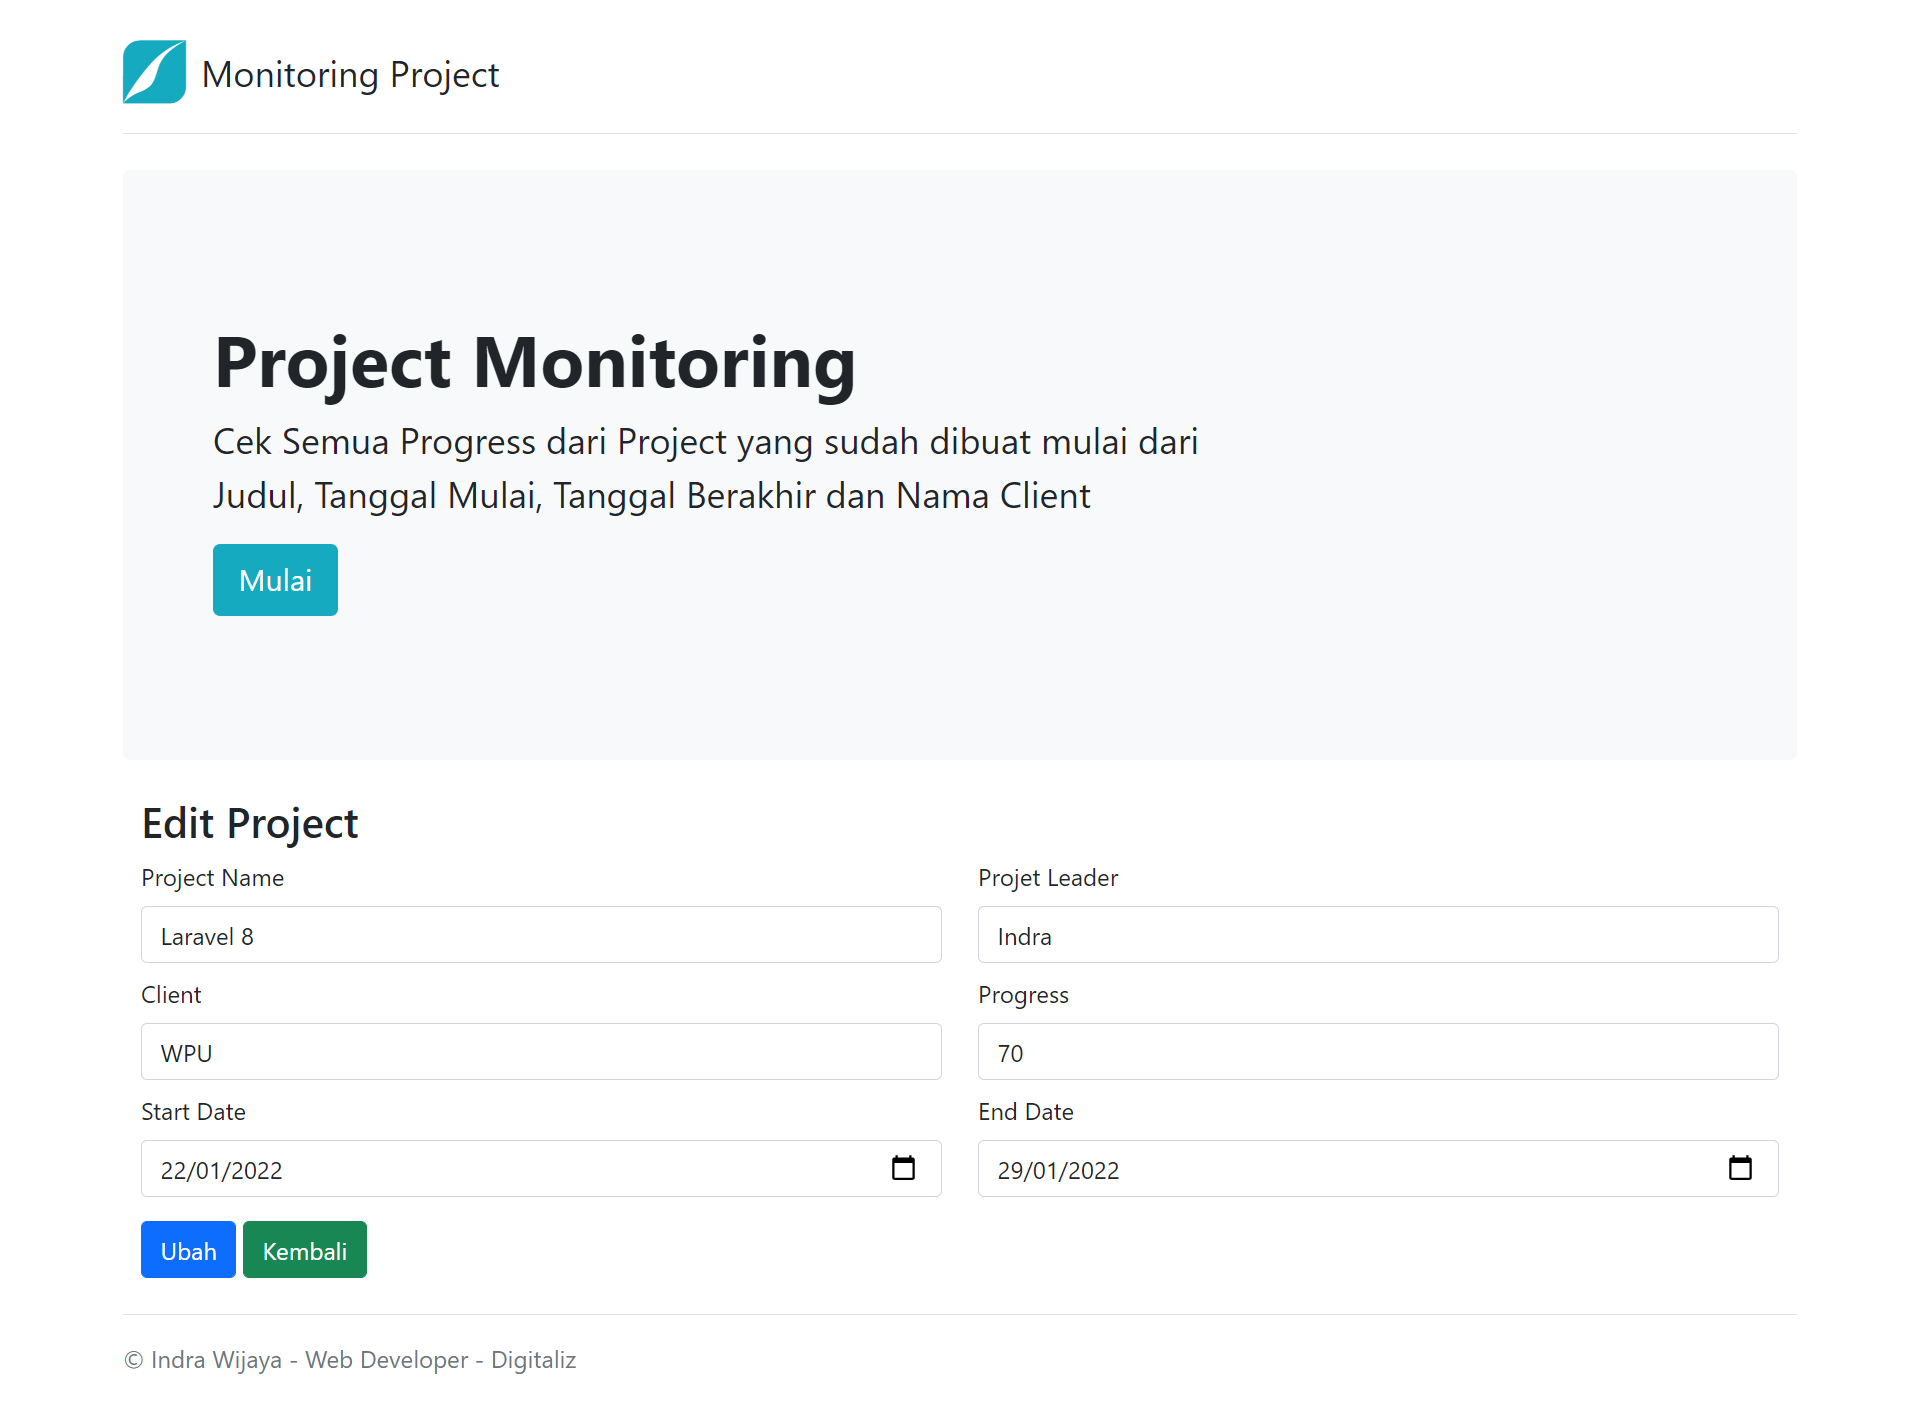 Monitoring Project
Project Monitoring
Cek Semua Progress dari Project yang sudah dibuat mulai dari
Judul, Tanggal Mulai, Tanggal Berakhir dan Nama Client
Mulai
Edit Project
Project Name
Projet Leader
Laravel 8
Indra
Client
Progress
WPU
70
Start Date
End Date
22/01/2022
29/01/2022
Ubah
Kembali
© Indra Wijaya - Web Developer - Digitaliz